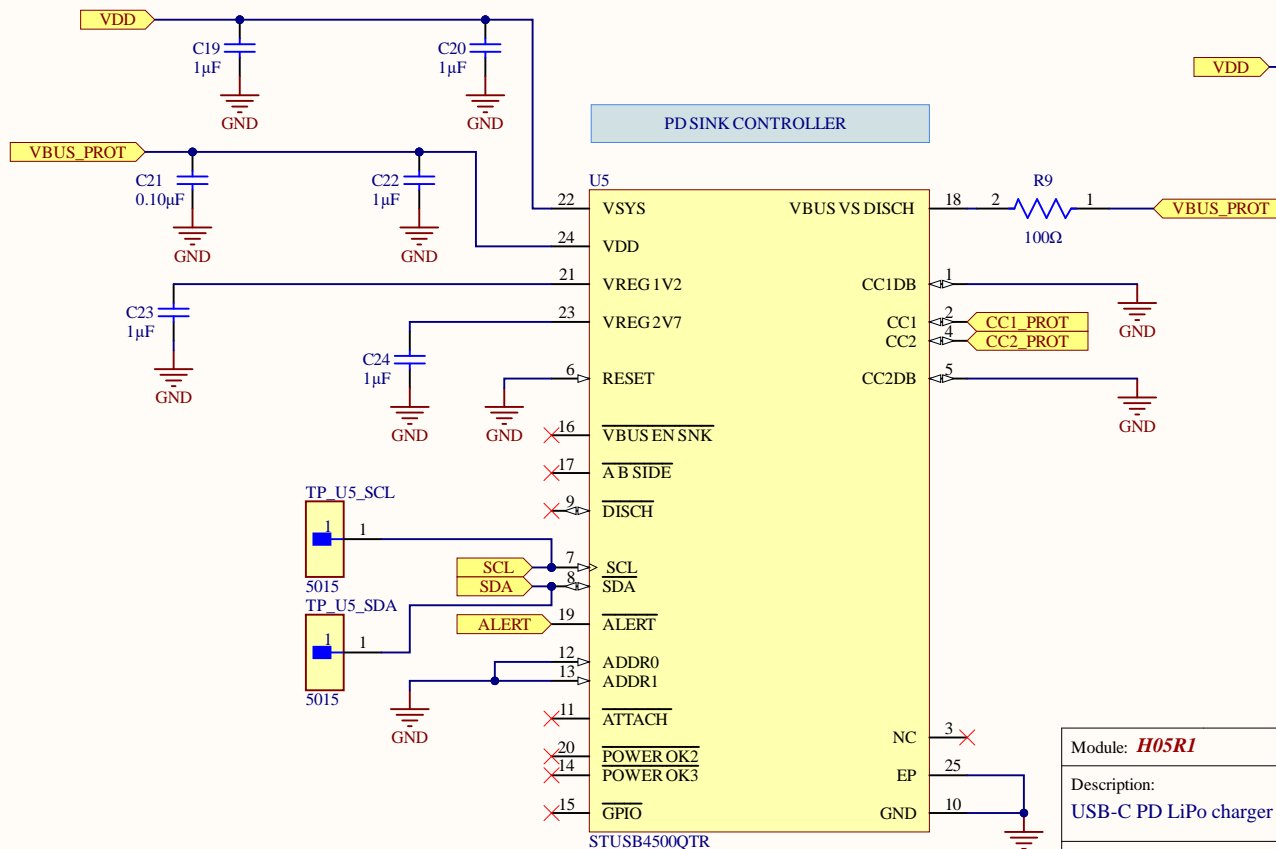 VDD
C19
1µF
C20
1µF
GND
GND
VDD
PD SINK CONTROLLER
VBUS_PROT
C21
0.10µF
C22
1µF
GND
GND
U5
22
VSYS
24
VDD
21
VREG 1V2
23
VREG 2V7
6
RESET
16
VBUS EN SNK
17
A B SIDE
9
DISCH
7
SCL
8
SDA
19
ALERT
12
ADDR0
13
ADDR1
11
ATTACH
20
POWER OK2
14
POWER OK3
15
GPIO
VBUS VS DISCH
18
2
R9
1
100Ω
VBUS_PROT
CC1DB
1
GND
CC1
2
CC1_PROT
CC2
4
CC2_PROT
CC2DB
5
GND
NC
3
EP
25
GND
10
STUSB4500QTR
C23
1µF
GND
C24
1µF
GND
GND
TP_U5_SCL
1
1
5015
SCL
SDA
TP_U5_SDA
1
1
5015
ALERT
GND
Module: H05R1
Description:
USB-C PD LiPo charger